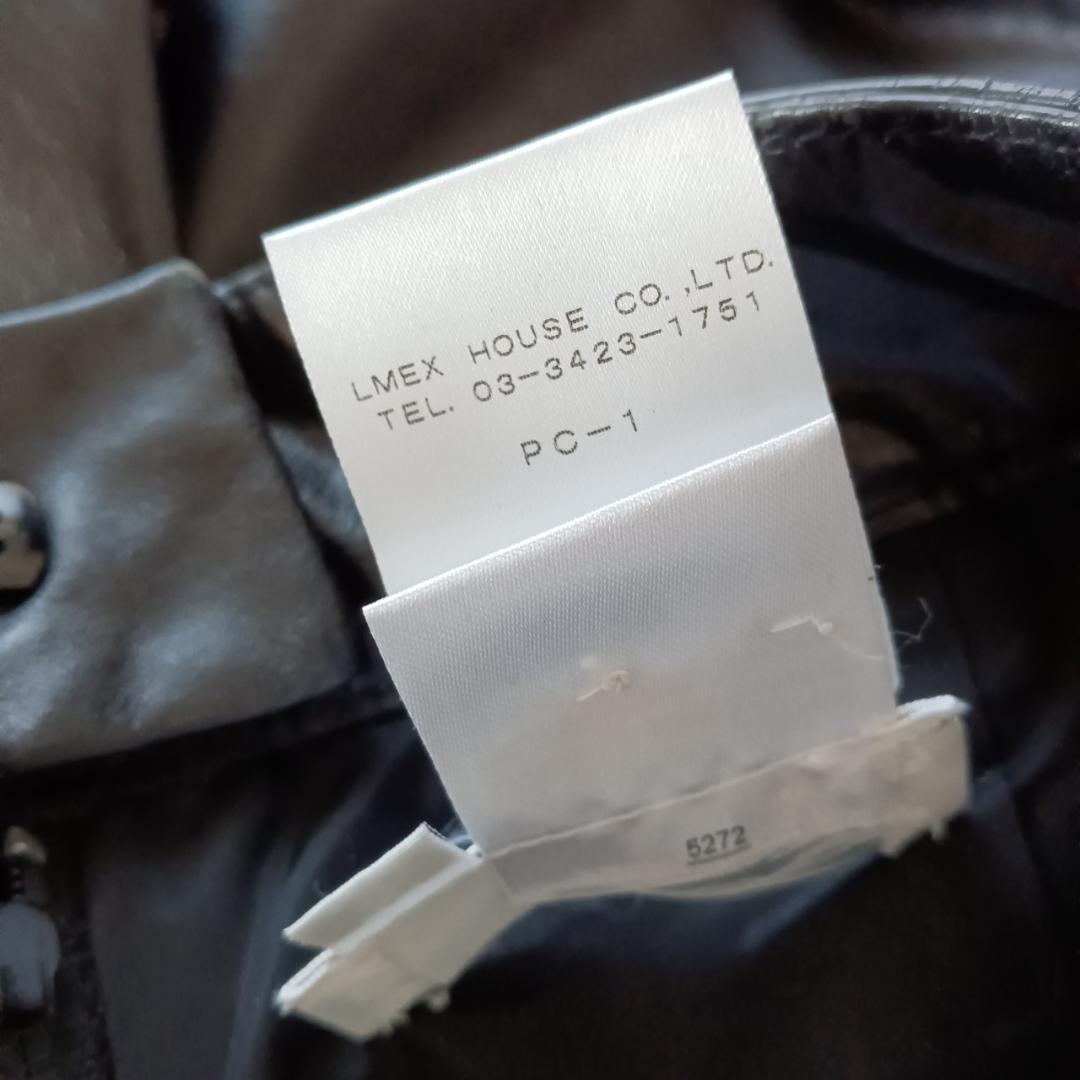 LMEX HOUSE CO.,LTD.
TEL. 03-3423-1751
PC-1
5272